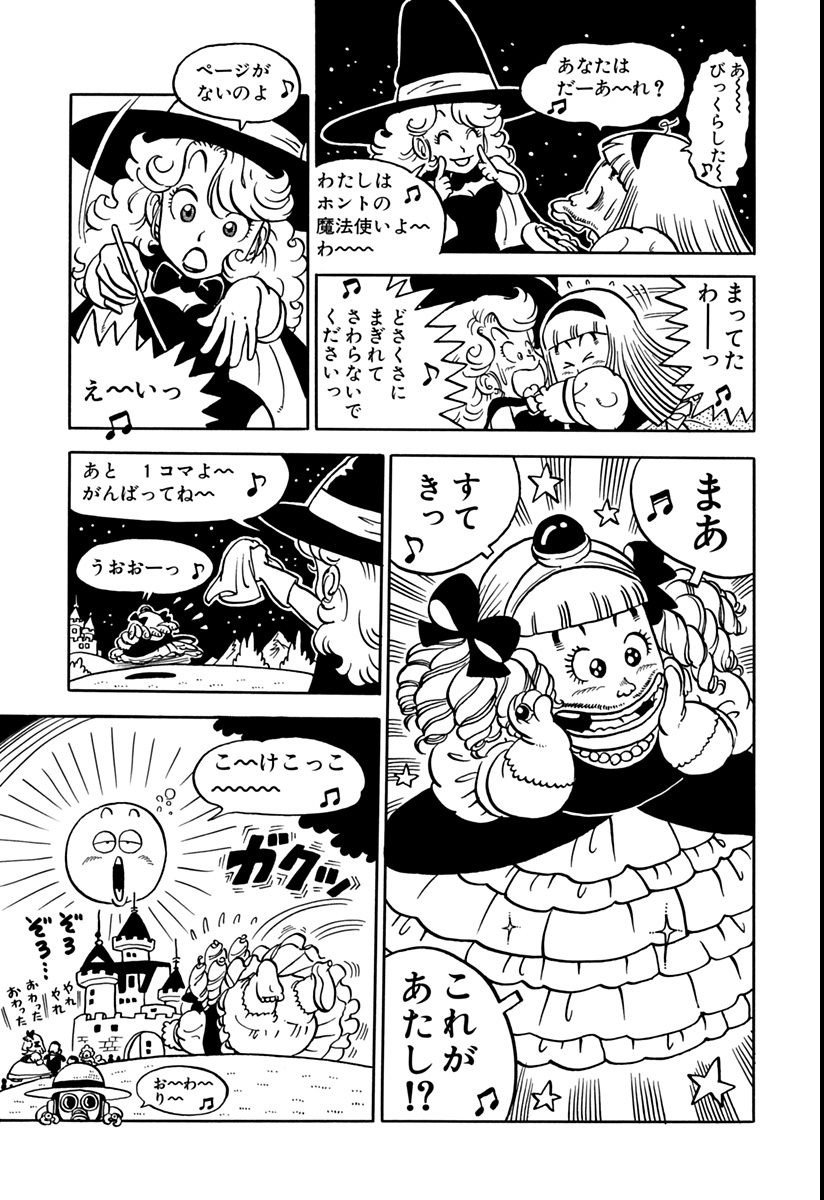 あ〜〜
びっくらした〜♪
あなたは
だーあ〜〜れ？
♪
わたしは
ホントの♪
魔法使いよ〜〜
わ〜〜〜
ページが
ないのよ♪
え〜〜いっ
♪
まってた
わーーっ
♪
どさくさに
まぎれて
さわらないで
くださいっ
♪
まあ
♫
すて
きっ
♪
これが
あたし!?
♪
あと　１コマよ〜〜
がんばってね〜〜♪
うおおーっ♪
こ〜〜けこっこ
〜〜〜〜〜
♪
ガクッ
ぞろ
ぞろ…
やれ
やれ
おわった
おわった
お〜わ〜
り〜〜
♪